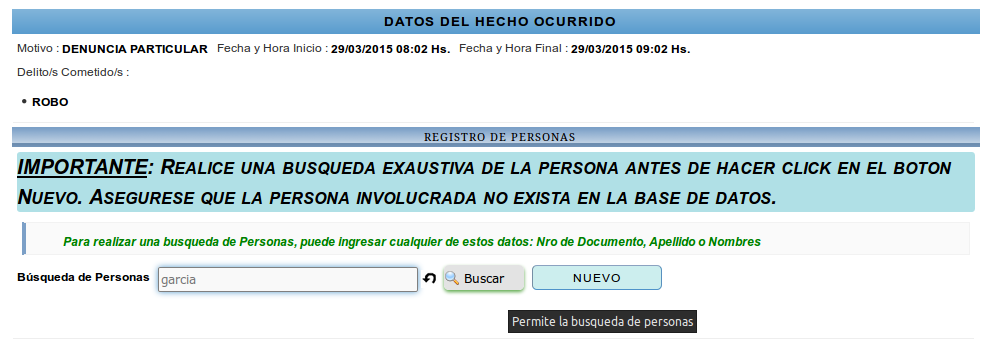 DATOS DEL HECHO OCURRIDO
Motivo : DENUNCIA PARTICULAR Fecha y Hora Inicio : 29/03/2015 08:02 Hs. Fecha y Hora Final : 29/03/2015 09:02 Hs.
Delito/s Cometido/s :
• ROBO
REGISTRO DE PERSONAS
IMPORTANTE: REALICE UNA BUSQUEDA EXAUSTIVA DE LA PERSONA ANTES DE HACER CLICK EN EL BOTON
NUEVO. ASEGURESE QUE LA PERSONA INVOLUCRADA NO EXISTA EN LA BASE DE DATOS.
Para realizar una busqueda de Personas, puede ingresar cualquier de estos datos: Nro de Documento, Apellido o Nombres
Búsqueda de Personas garcia Buscar NUEVO
Permite la busqueda de personas